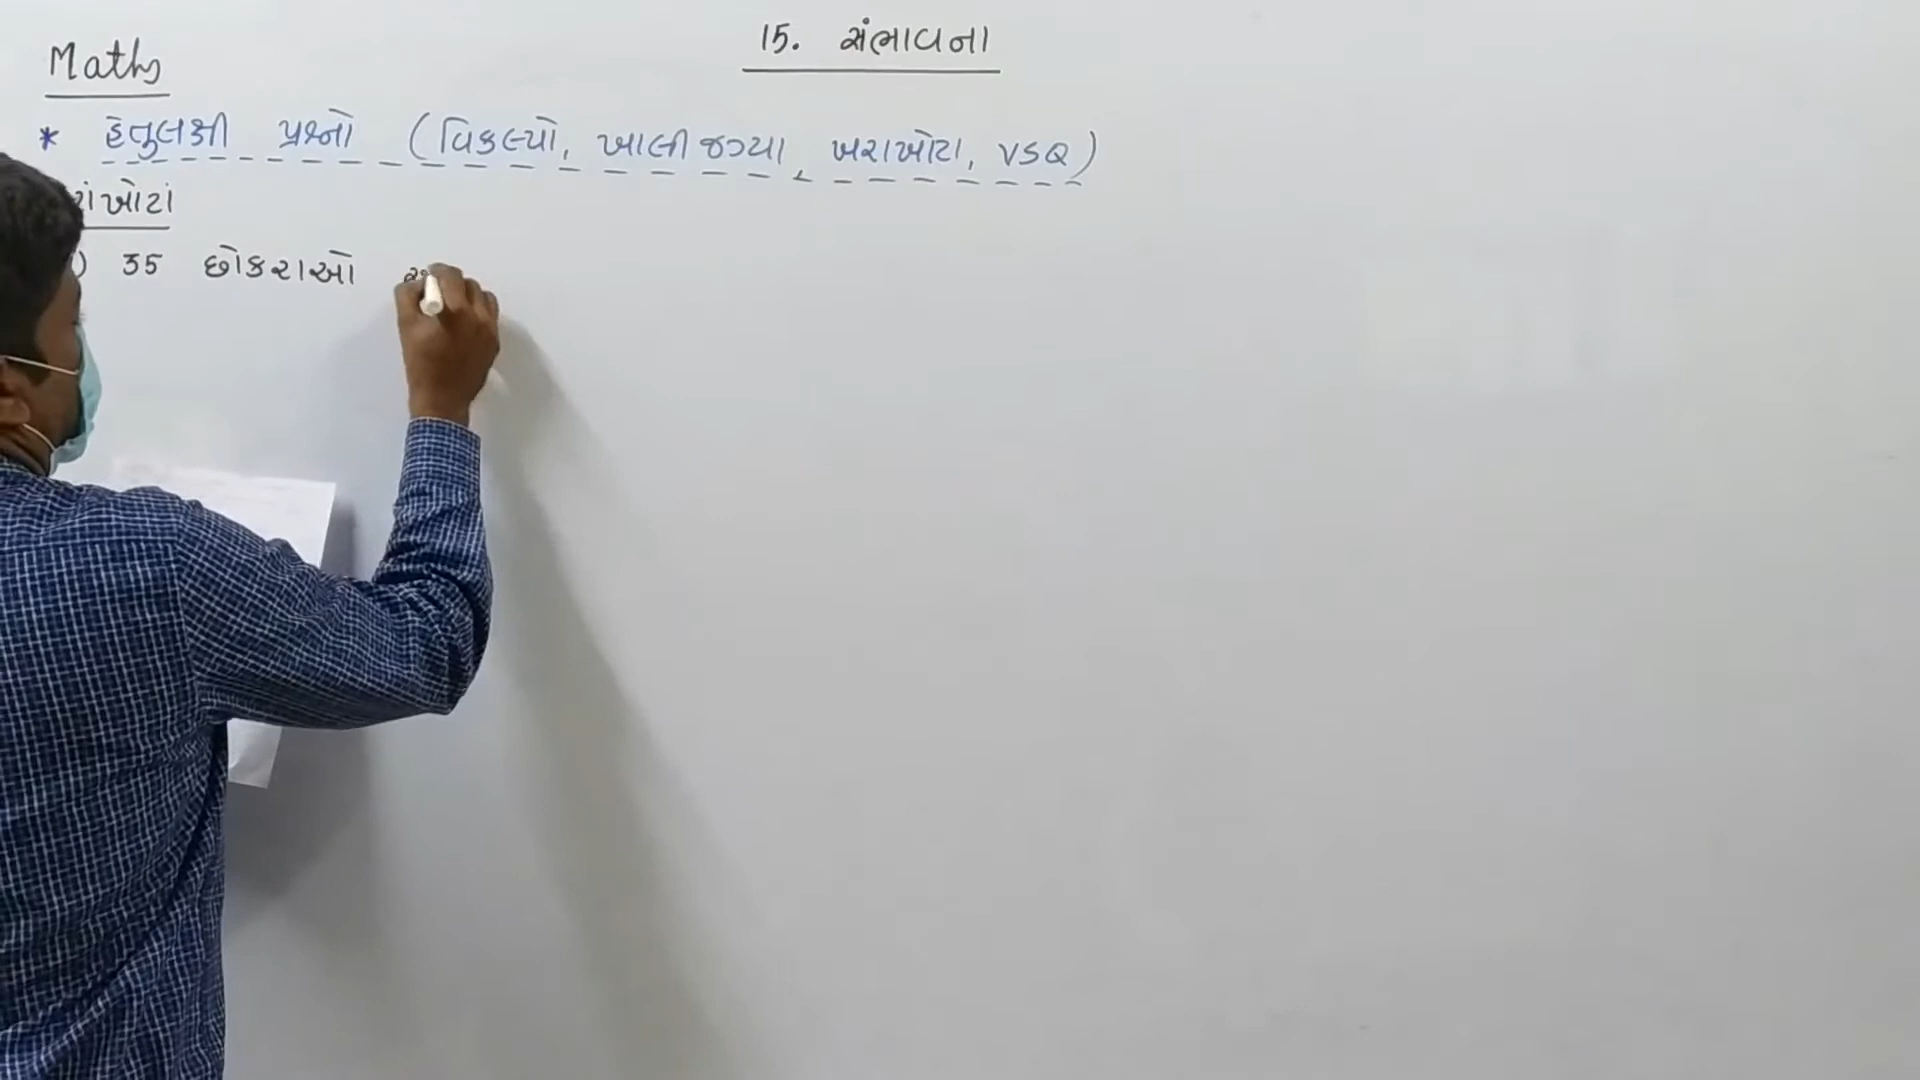 Maths
15. સંભાવના
* હેતુલક્ષી પ્રશ્નો (વિકલ્પો, ખાલી જગ્યા, ખરાખોટા, VSQ)
રાંખોટાં
) 35 છોકરાઓ